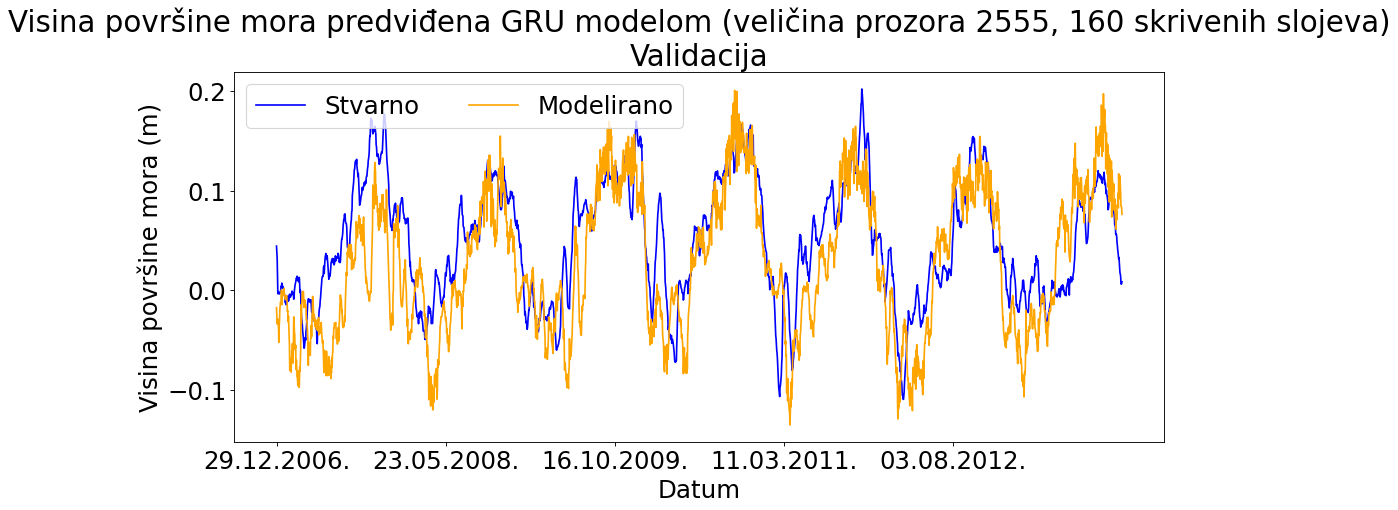 Visina površine mora predviđena GRU modelom (veličina prozora 2555, 160 skrivenih slojeva)
Validacija
Stvarno Modelirano
Visina površine mora (m)
0.2
0.1
0.0
−0.1
29.12.2006. 23.05.2008. 16.10.2009. 11.03.2011. 03.08.2012.
Datum